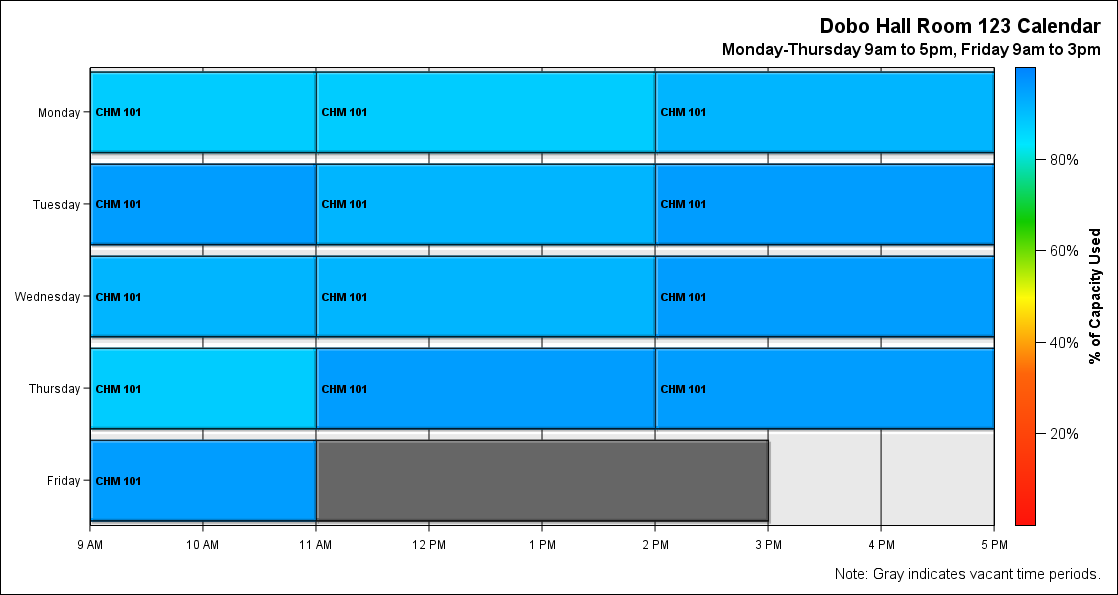 Dobo Hall Room 123 Calendar
Monday-Thursday 9am to 5pm, Friday 9am to 3pm
Monday CHM 101 CHM 101 CHM 101
80%
Tuesday CHM 101 CHM 101 CHM 101
60%
Wednesday CHM 101 CHM 101 CHM 101
% of Capacity Used
40%
Thursday CHM 101 CHM 101 CHM 101
20%
Friday CHM 101
9 AM 10 AM 11 AM 12 PM 1 PM 2 PM 3 PM 4 PM 5 PM
Note: Gray indicates vacant time periods.